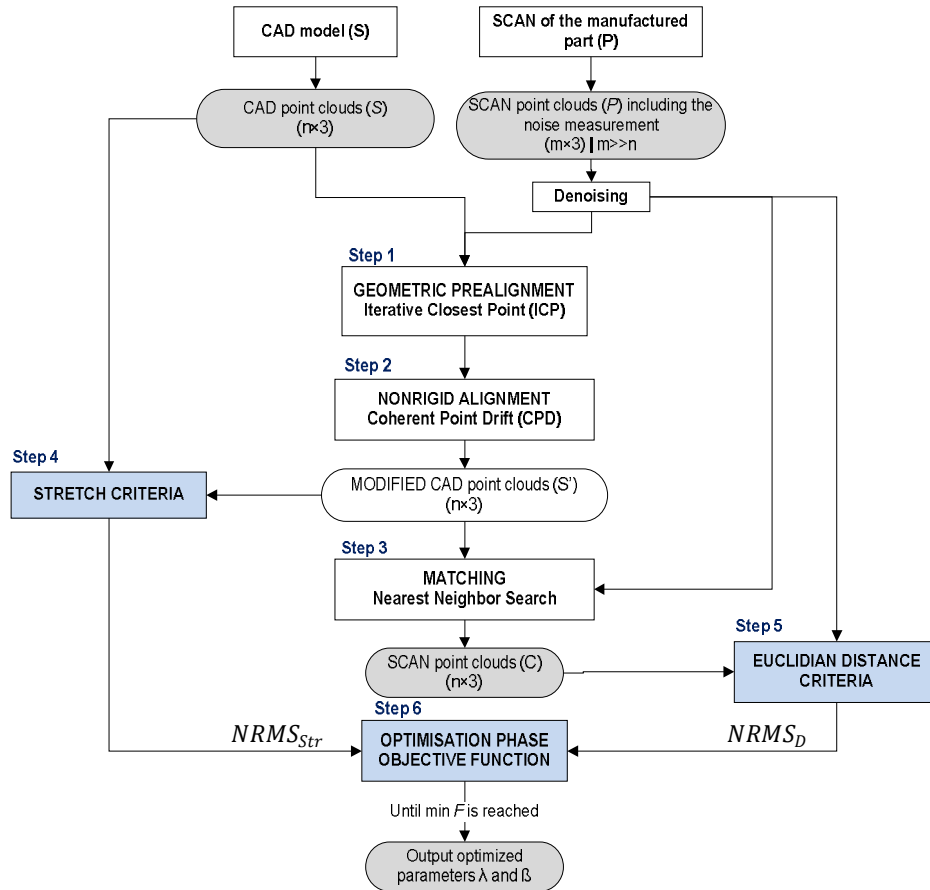 CAD model (S)
SCAN of the manufactured
part (P)
CAD point clouds (S)
(n×3)
SCAN point clouds (P) including the
noise measurement
(m×3) | m>>n
Denoising
Step 1
GEOMETRIC PREALIGNMENT
Iterative Closest Point (ICP)
Step 2
NONRIGID ALIGNMENT
Coherent Point Drift (CPD)
Step 4
STRETCH CRITERIA
MODIFIED CAD point clouds (S')
(n×3)
Step 3
MATCHING
Nearest Neighbor Search
Step 5
EUCLIDIAN DISTANCE
CRITERIA
SCAN point clouds (C)
(n×3)
Step 6
NRMS_Str
OPTIMISATION PHASE
OBJECTIVE FUNCTION
NRMS_D
Until min F is reached
Output optimized
parameters λ and ß